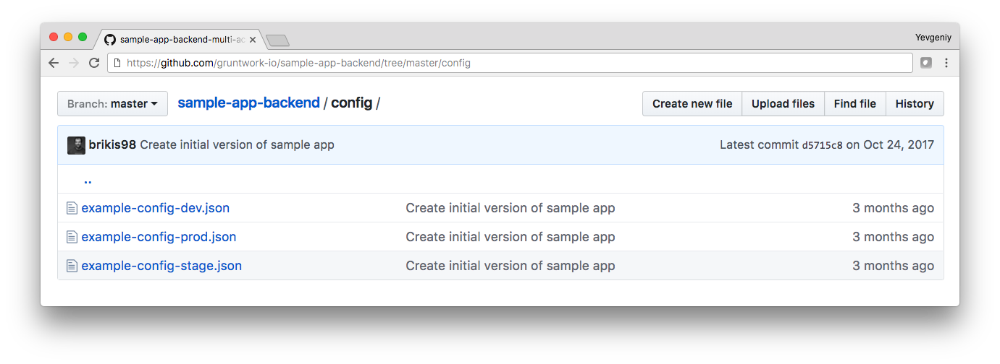 sample-app-backend-multi-ac
Yevgeniy
https://github.com/gruntwork-io/sample-app-backend/tree/master/config
Branch: master sample-app-backend / config / Create new file Upload files Find file History
brikis98 Create initial version of sample app Latest commit d5715c8 on Oct 24, 2017
..
example-config-dev.json Create initial version of sample app 3 months ago
example-config-prod.json Create initial version of sample app 3 months ago
example-config-stage.json Create initial version of sample app 3 months ago